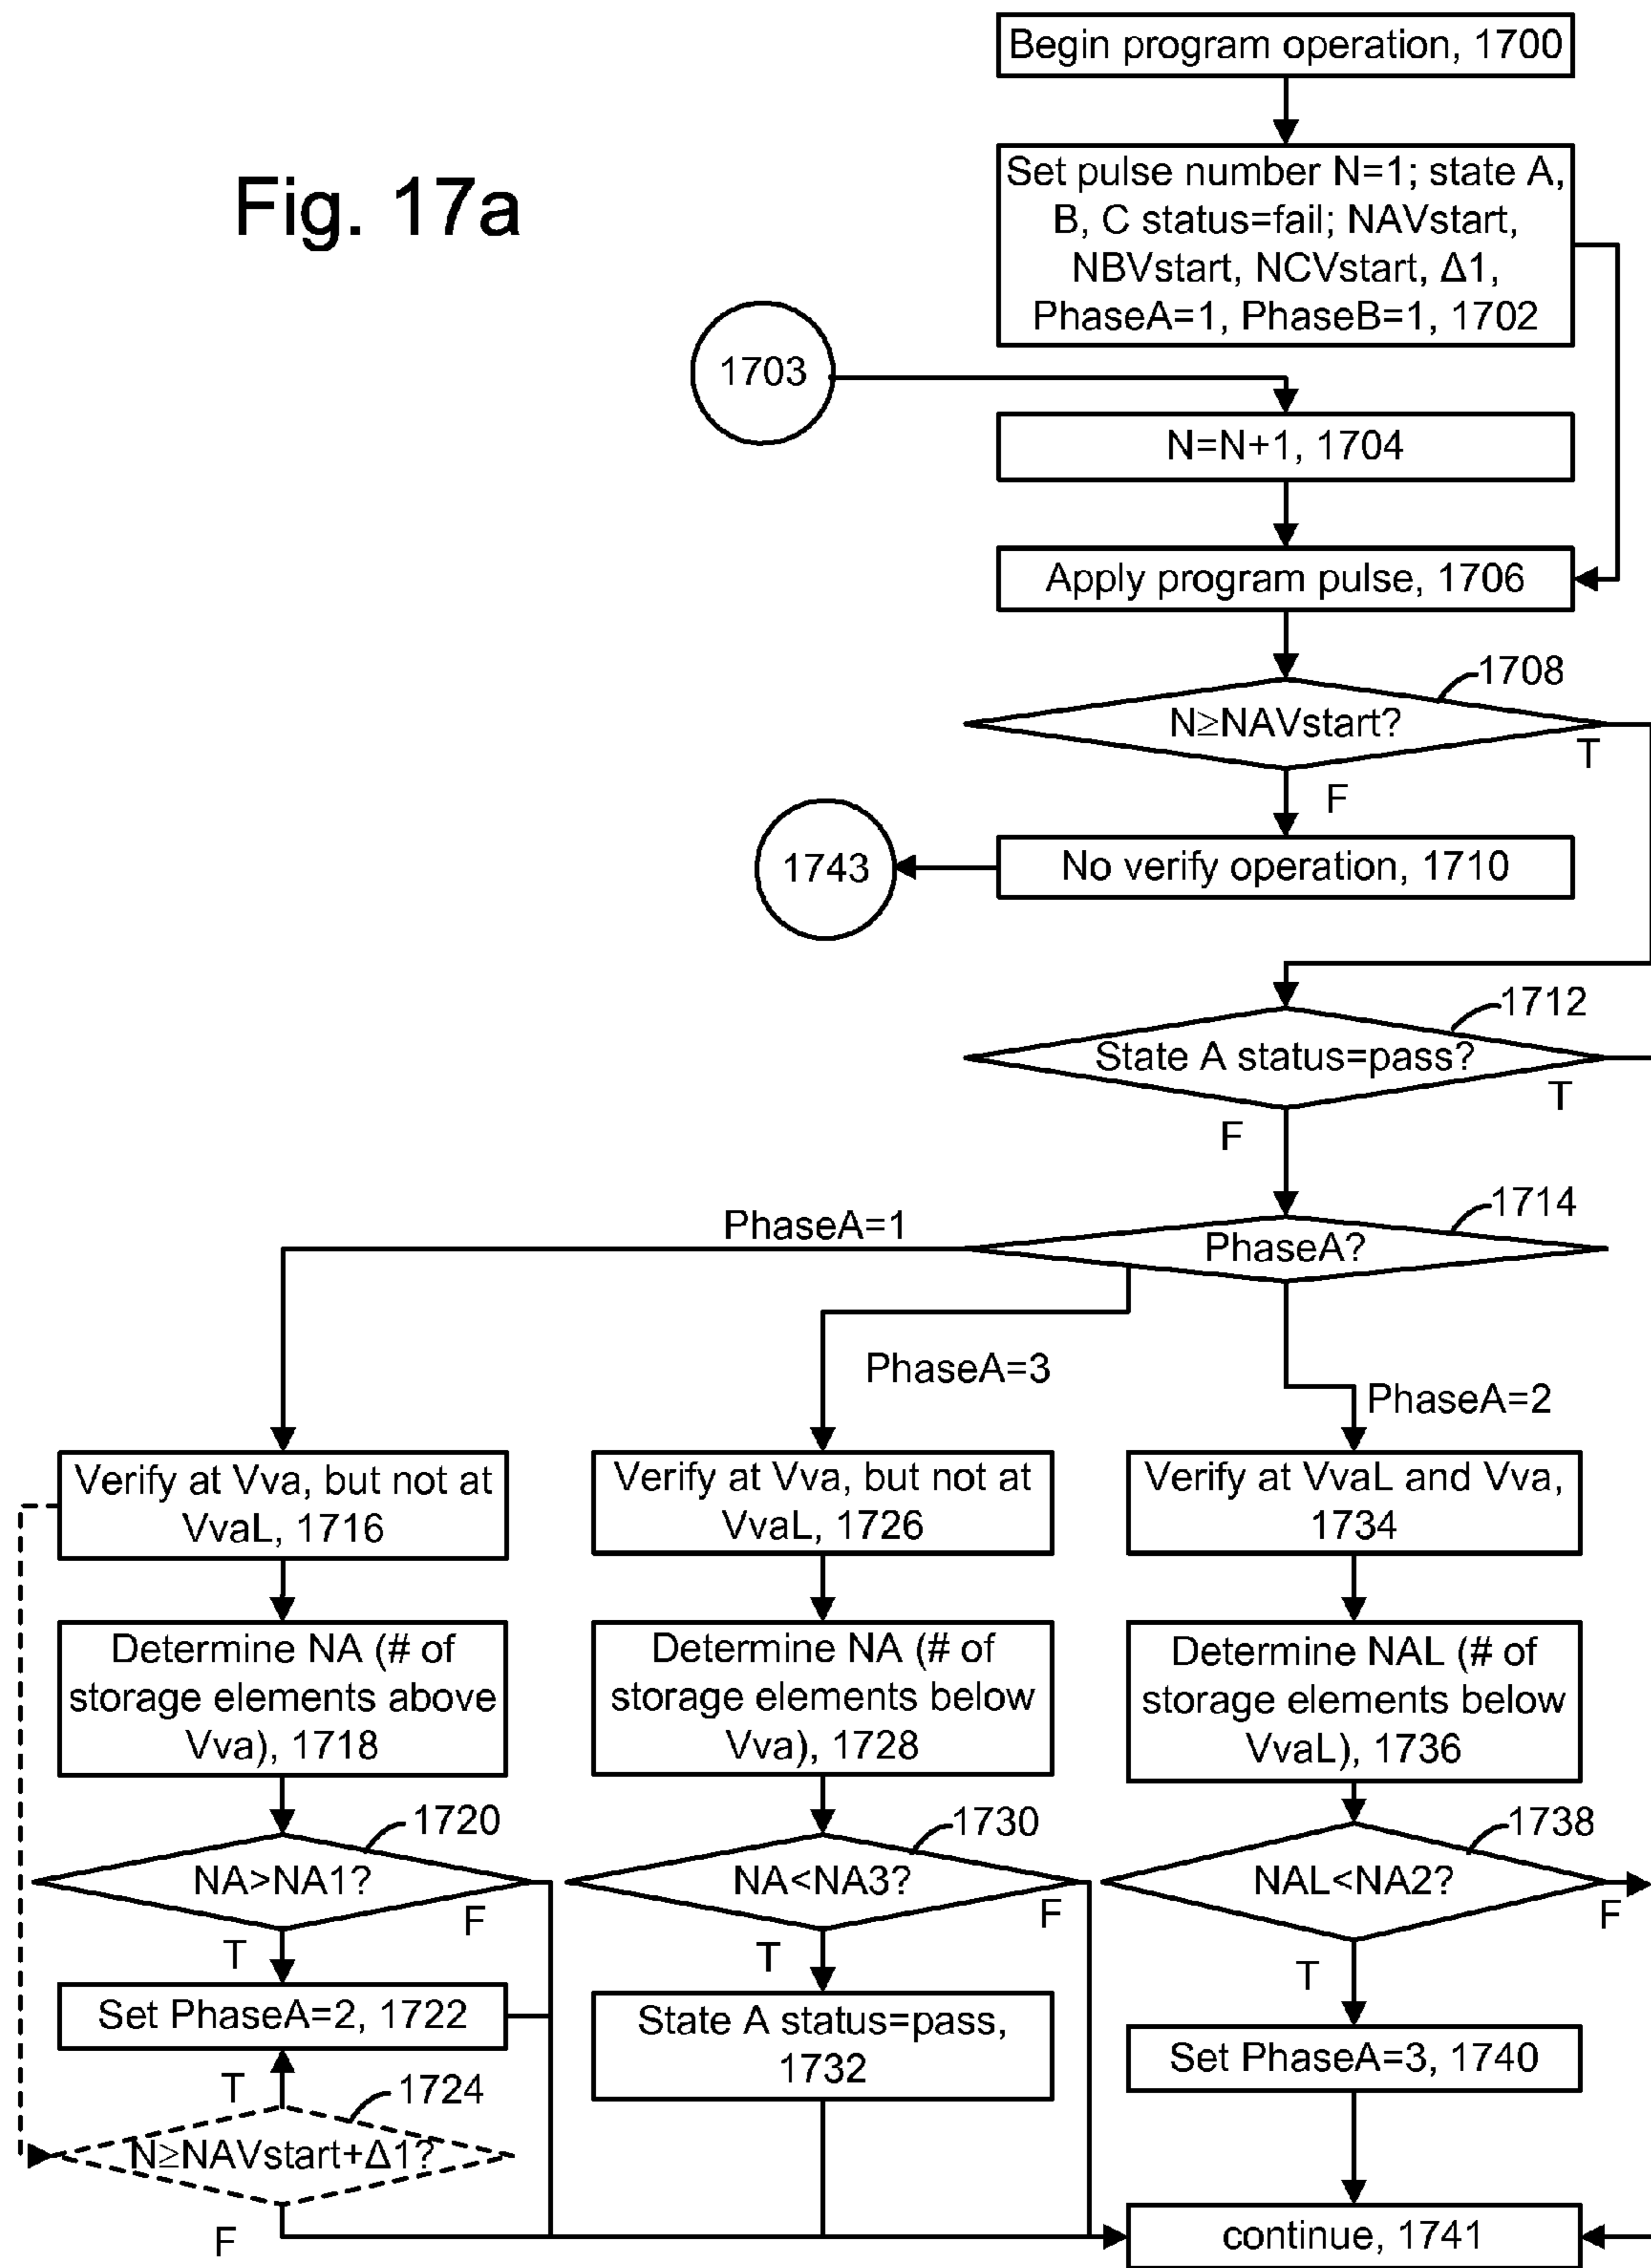 Fig. 17a
Begin program operation, 1700
Set pulse number N=1; state A,
B, C status=fail; NAVstart,
NBVstart, NCVstart, Δ1,
PhaseA=1, PhaseB=1, 1702
1703
N=N+1, 1704
Apply program pulse, 1706
1708
N≥NAVstart?
T
F
1743
No verify operation, 1710
1712
State A status=pass?
T
F
1714
PhaseA?
PhaseA=1
PhaseA=3
PhaseA=2
Verify at Vva, but not at
VvaL, 1716
Verify at Vva, but not at
VvaL, 1726
Verify at VvaL and Vva,
1734
Determine NA (# of
storage elements above
Vva), 1718
Determine NA (# of
storage elements below
Vva), 1728
Determine NAL (# of
storage elements below
VvaL), 1736
1720
NA>NA1?
F
T
1730
NA<NA3?
F
T
1738
NAL<NA2?
F
T
Set PhaseA=2, 1722
State A status=pass,
1732
Set PhaseA=3, 1740
T
1724
N≥NAVstart+Δ1?
F
continue, 1741